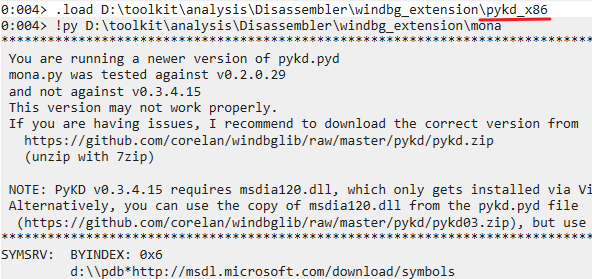 0:004> .load D:\toolkit\analysis\Disassembler\windbg_extension\pykd_x86
0:004> !py D:\toolkit\analysis\Disassembler\windbg_extension\mona
********************************************************************************
You are running a newer version of pykd.pyd
mona.py was tested against v0.2.0.29
and not against v0.3.4.15
This version may not work properly.
If you are having issues, I recommend to download the correct version from
https://github.com/corelan/windbglib/raw/master/pykd/pykd.zip
(unzip with 7zip)
NOTE: PyKD v0.3.4.15 requires msdia120.dll, which only gets installed via Vi
Alternatively, you can use the copy of msdia120.dll from the pykd.pyd file
(https://github.com/corelan/windbglib/raw/master/pykd/pykd03.zip), but use
********************************************************************************
SYMSRV: BYINDEX: 0x6
d:\\pdb*http://msdl.microsoft.com/download/symbols